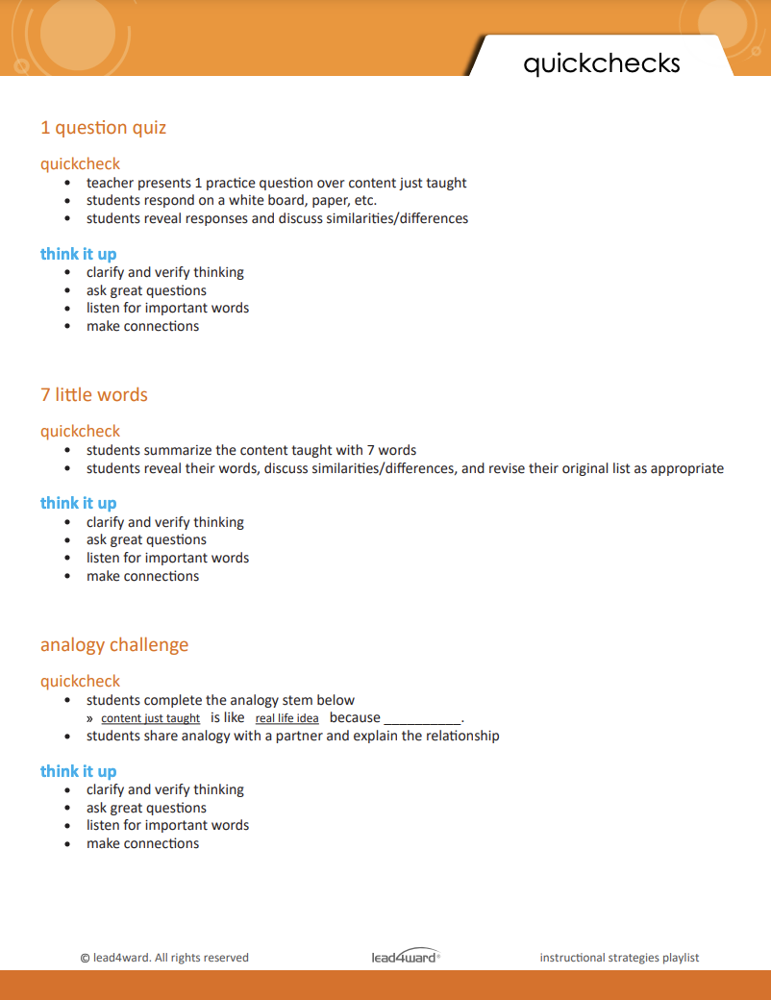 quickchecks
1 question quiz
quickcheck
• teacher presents 1 practice question over content just taught
• students respond on a white board, paper, etc.
• students reveal responses and discuss similarities/differences
think it up
• clarify and verify thinking
• ask great questions
• listen for important words
• make connections
7 little words
quickcheck
• students summarize the content taught with 7 words
• students reveal their words, discuss similarities/differences, and revise their original list as appropriate
think it up
• clarify and verify thinking
• ask great questions
• listen for important words
• make connections
analogy challenge
quickcheck
• students complete the analogy stem below
» content just taught is like real life idea because __________.
• students share analogy with a partner and explain the relationship
think it up
• clarify and verify thinking
• ask great questions
• listen for important words
• make connections
© lead4ward. All rights reserved lead4ward® instructional strategies playlist